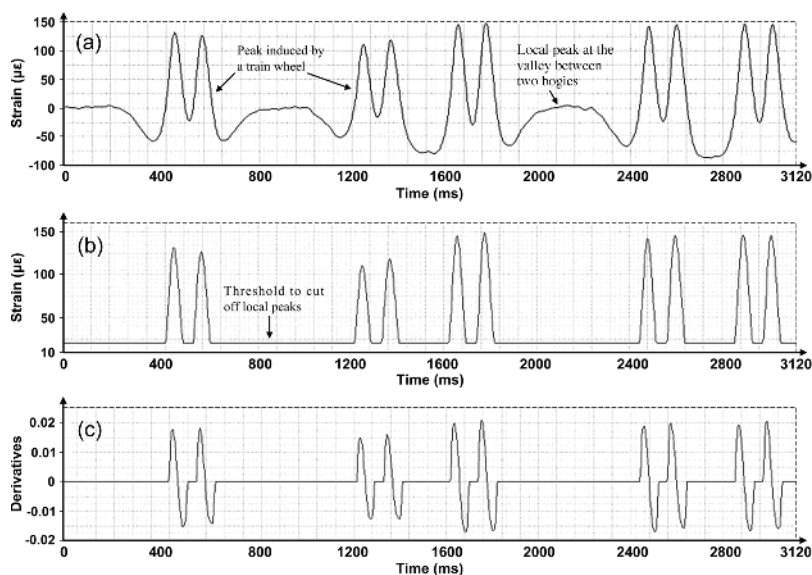 150
(a)
100
50
0
-50
-100
Strain (µε)
Peak induced by
a train wheel
Local peak at the
valley between
two hogies
0
400
800
1200
1600
2000
2400
2800
3120
Time (ms)
150
(b)
100
50
10
Strain (µε)
Threshold to cut
off local peaks
0
400
800
1200
1600
2000
2400
2800
3120
Time (ms)
0.02
(c)
0.01
0
-0.01
-0.02
Derivatives
0
400
800
1200
1600
2000
2400
2800
3120
Time (ms)